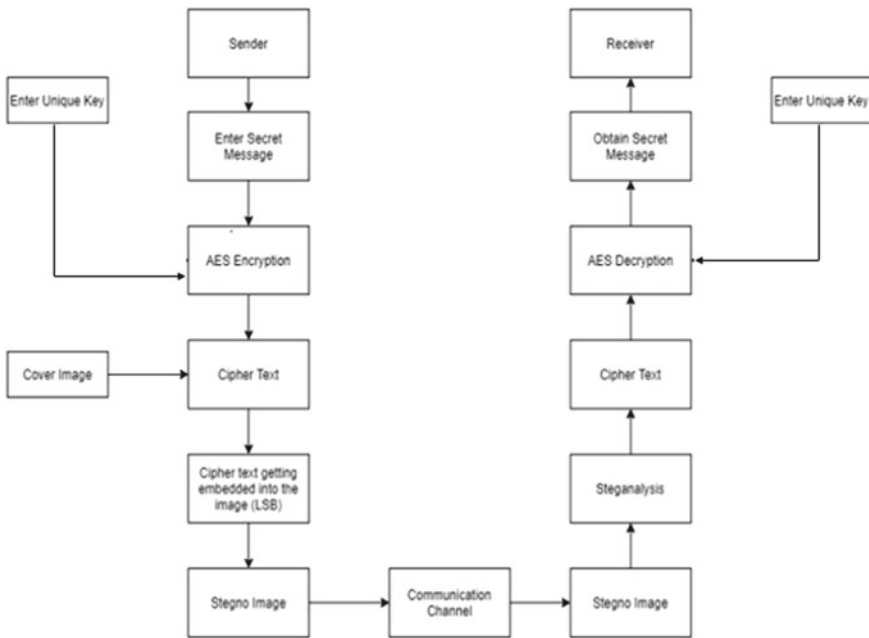 Sender
Receiver
Enter Unique Key
Enter Unique Key
Enter Secret
Message
Obtain Secret
Message
AES Encryption
AES Decryption
Cover Image
Cipher Text
Cipher Text
Cipher text getting
embedded into the
image (LSB)
Steganalysis
Stegno Image
Communication
Channel
Stegno Image